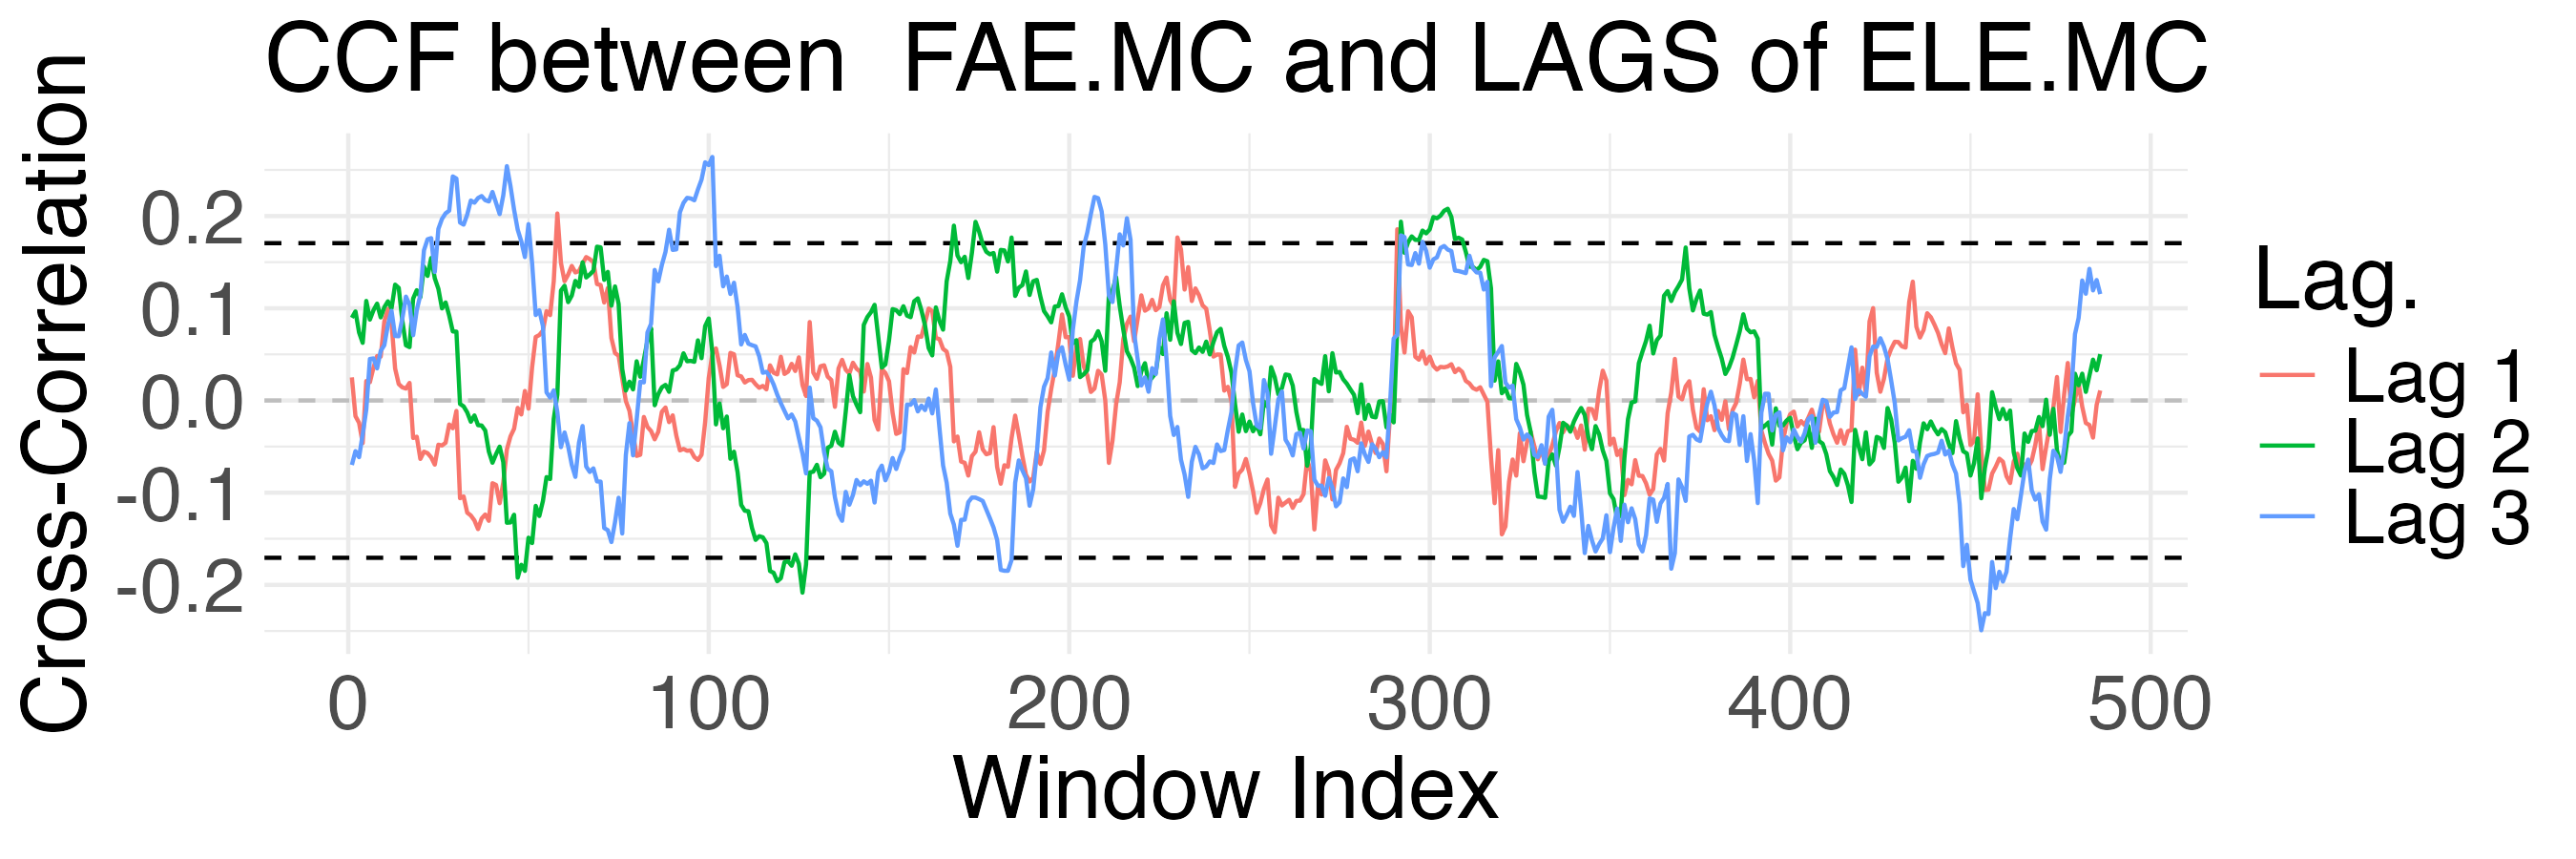 CCF between  FAE.MC and LAGS of ELE.MC
Cross-Correlation
0.2
0.1
0.0
-0.1
-0.2
0 100 200 300 400 500
Window Index
Lag.
Lag 1
Lag 2
Lag 3